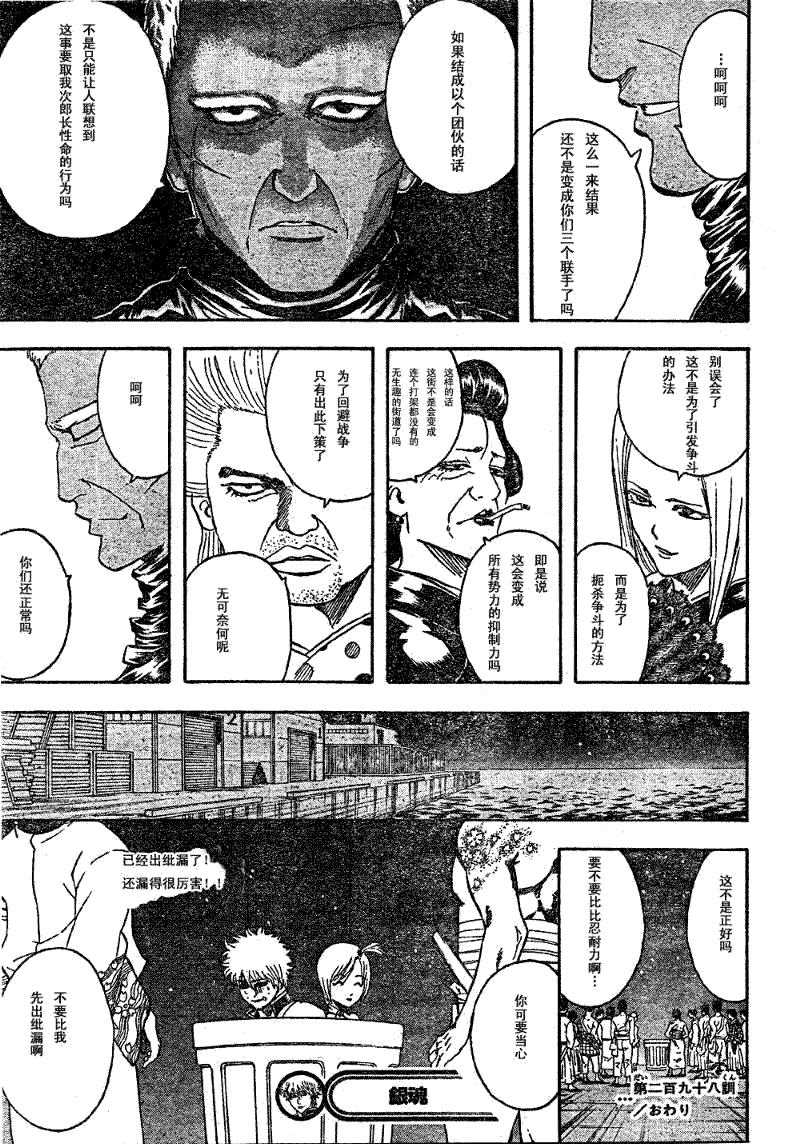 …呵呵呵
这么一来结果
还不是变成你们三个联手了吗
如果结成以个团伙的话
不是只能让人联想到
这事要取我次郎长性命的行为吗
别误会了
这不是为了引发争斗
的办法
而是为了
扼杀争斗的方法
这样的话
这街不是会变成
连个打架都没有的
无生趣的街道了吗
即是说
这会变成
所有势力的抑制力吗
为了回避战争
只有出此下策了
无可奈何呢
呵呵
你们还正常吗
这不是正好吗
要不要比比忍耐力啊…
第二百九十八訓
…／おわり
你可要当心
已经出纰漏了！
还漏得很厉害！！
不要比我
先出纰漏啊
銀魂